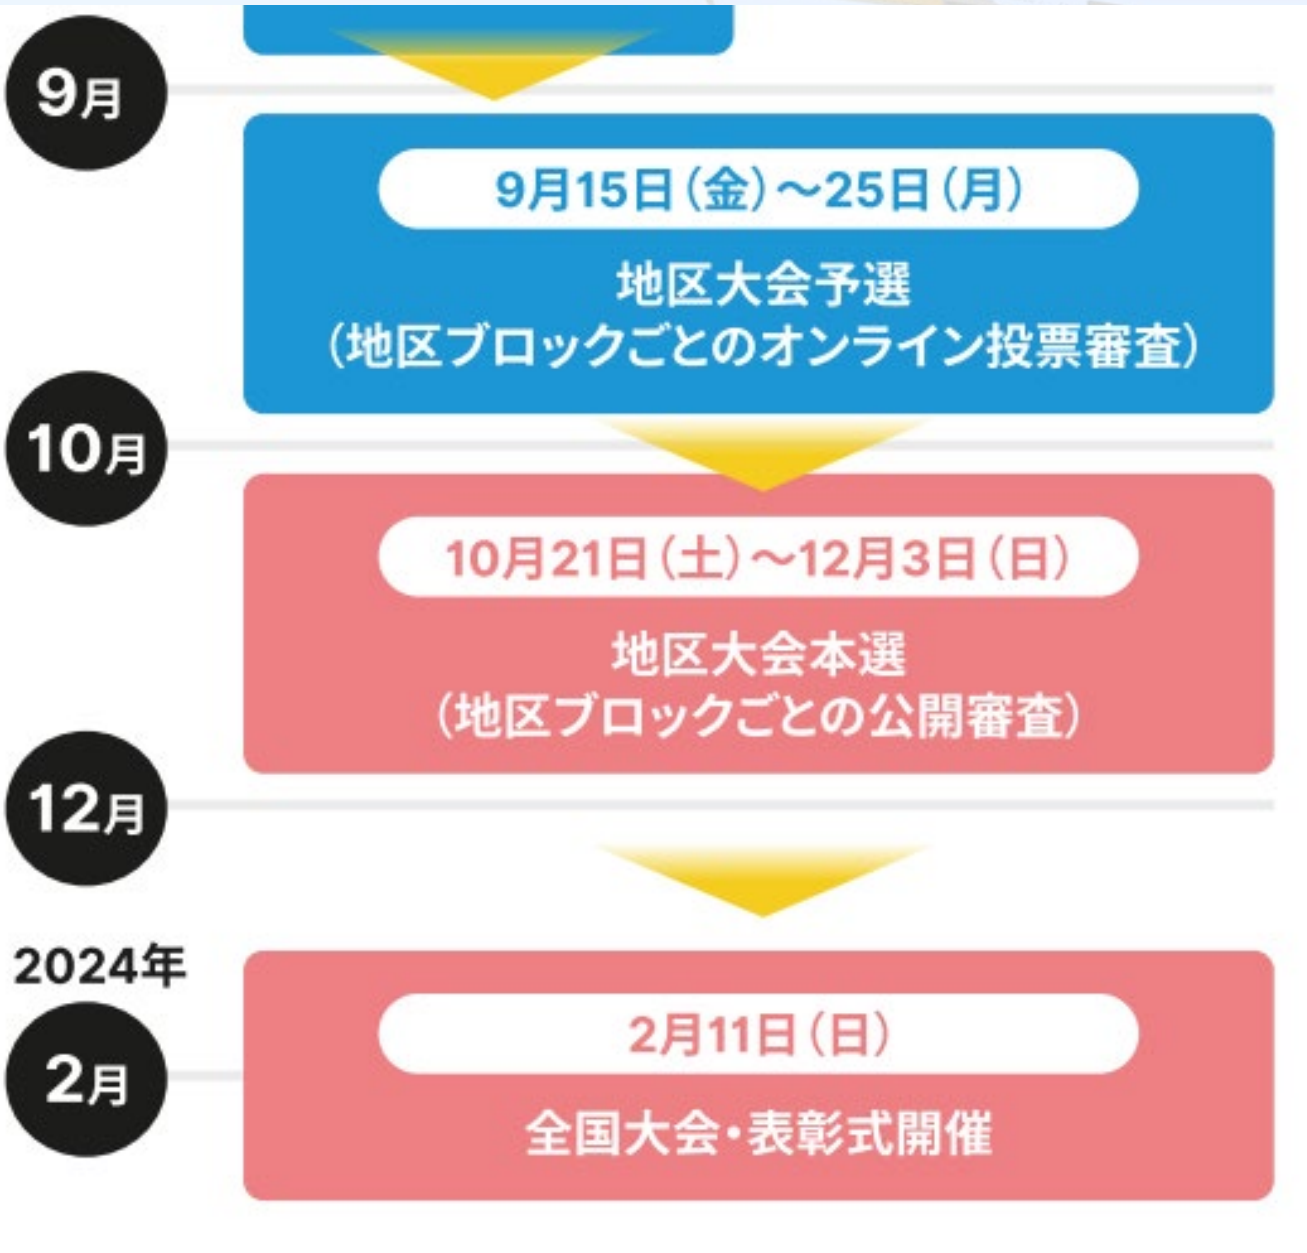 9月
9月15日（金）〜25日（月）
地区大会予選
（地区ブロックごとのオンライン投票審査）
10月
10月21日（土）〜12月3日（日）
地区大会本選
（地区ブロックごとの公開審査）
12月
2024年
2月
2月11日（日）
全国大会・表彰式開催